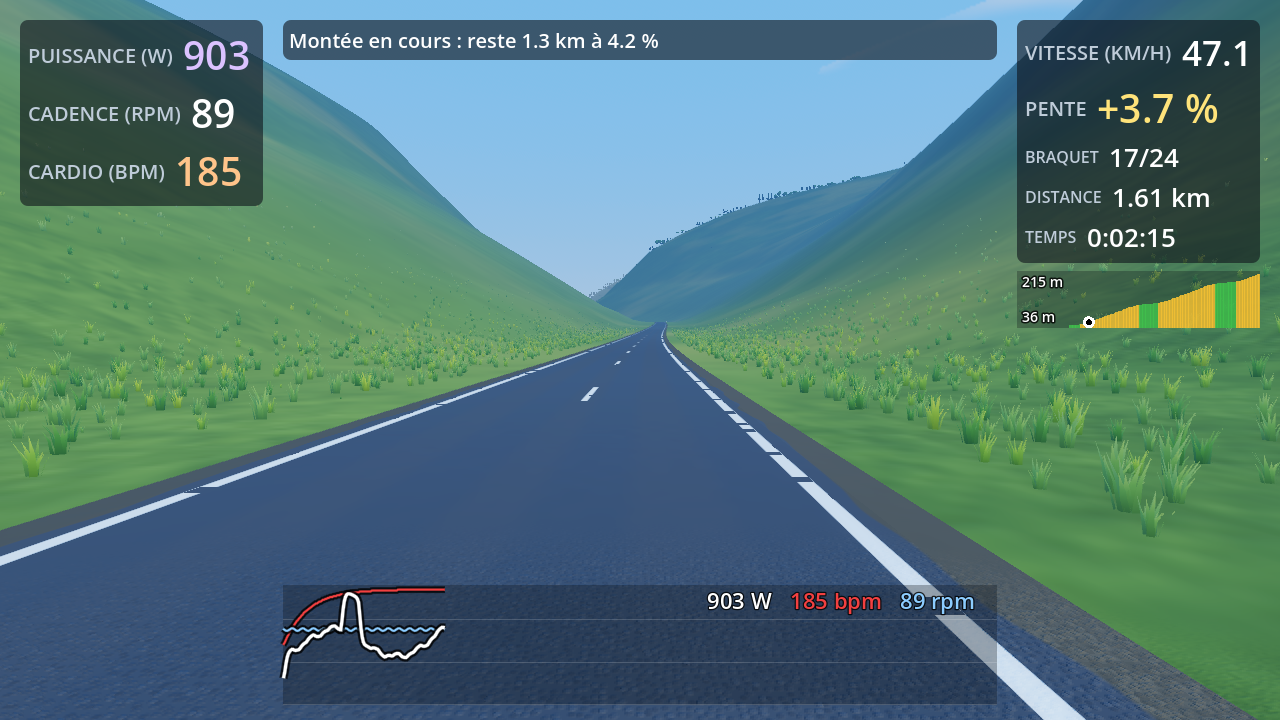 PUISSANCE (W) 903
CADENCE (RPM) 89
CARDIO (BPM) 185
Montée en cours : reste 1.3 km à 4.2 %
VITESSE (KM/H) 47.1
PENTE +3.7 %
BRAQUET 17/24
DISTANCE 1.61 km
TEMPS 0:02:15
215 m
36 m
903 W 185 bpm 89 rpm